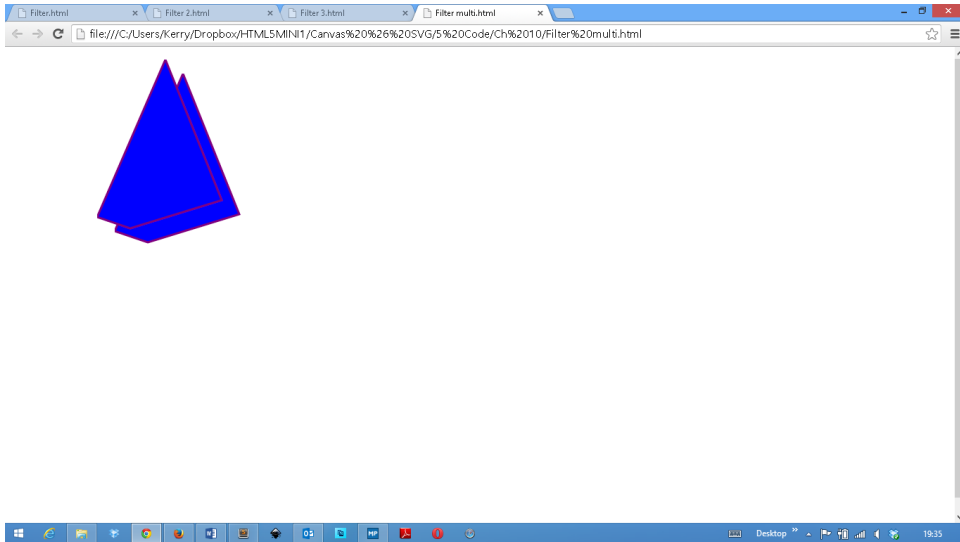 Filter.html Filter 2.html Filter 3.html Filter multi.html
file:///C:/Users/Kerry/Dropbox/HTML5MINI1/Canvas%20%26%20SVG/5%20Code/Ch%2010/Filter%20multi.html
MP Desktop 19:35